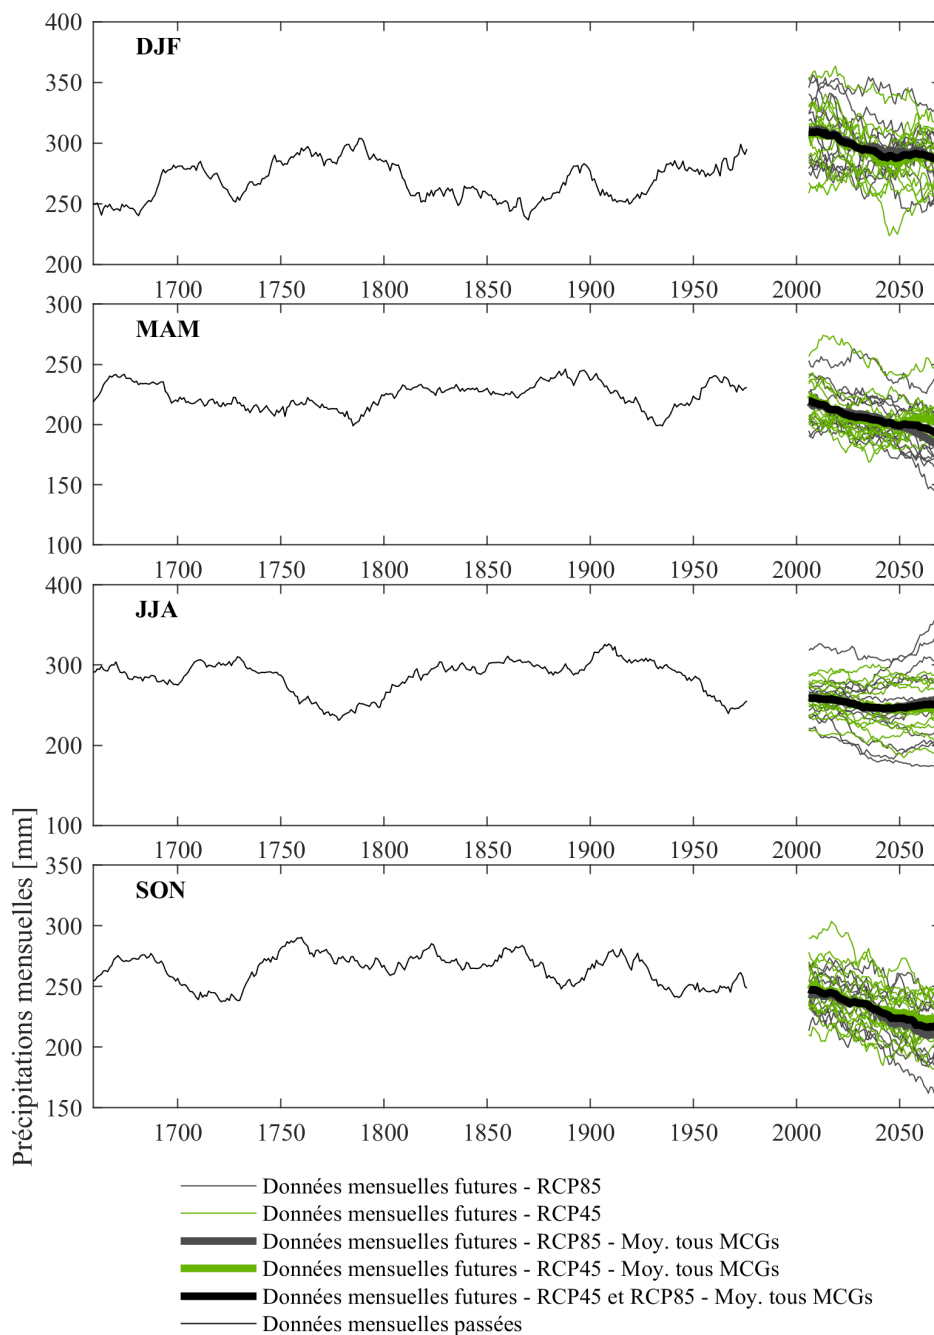 400
DJF
350
300
250
200
1700 1750 1800 1850 1900 1950 2000 2050
300
MAM
250
200
150
100
1700 1750 1800 1850 1900 1950 2000 2050
400
JJA
300
200
100
1700 1750 1800 1850 1900 1950 2000 2050
350
SON
300
250
200
150
1700 1750 1800 1850 1900 1950 2000 2050
Précipitations mensuelles [mm]
Données mensuelles futures - RCP85
Données mensuelles futures - RCP45
Données mensuelles futures - RCP85 - Moy. tous MCGs
Données mensuelles futures - RCP45 - Moy. tous MCGs
Données mensuelles futures - RCP45 et RCP85 - Moy. tous MCGs
Données mensuelles passées